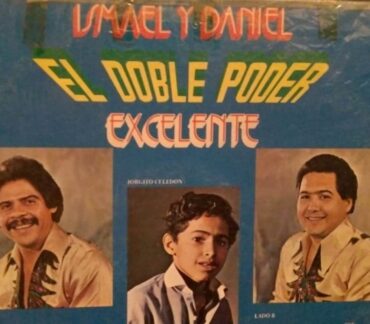 ISMAEL Y DANIEL
EL DOBLE PODER
EXCELENTE
JORGITO CELEDON
LADO B